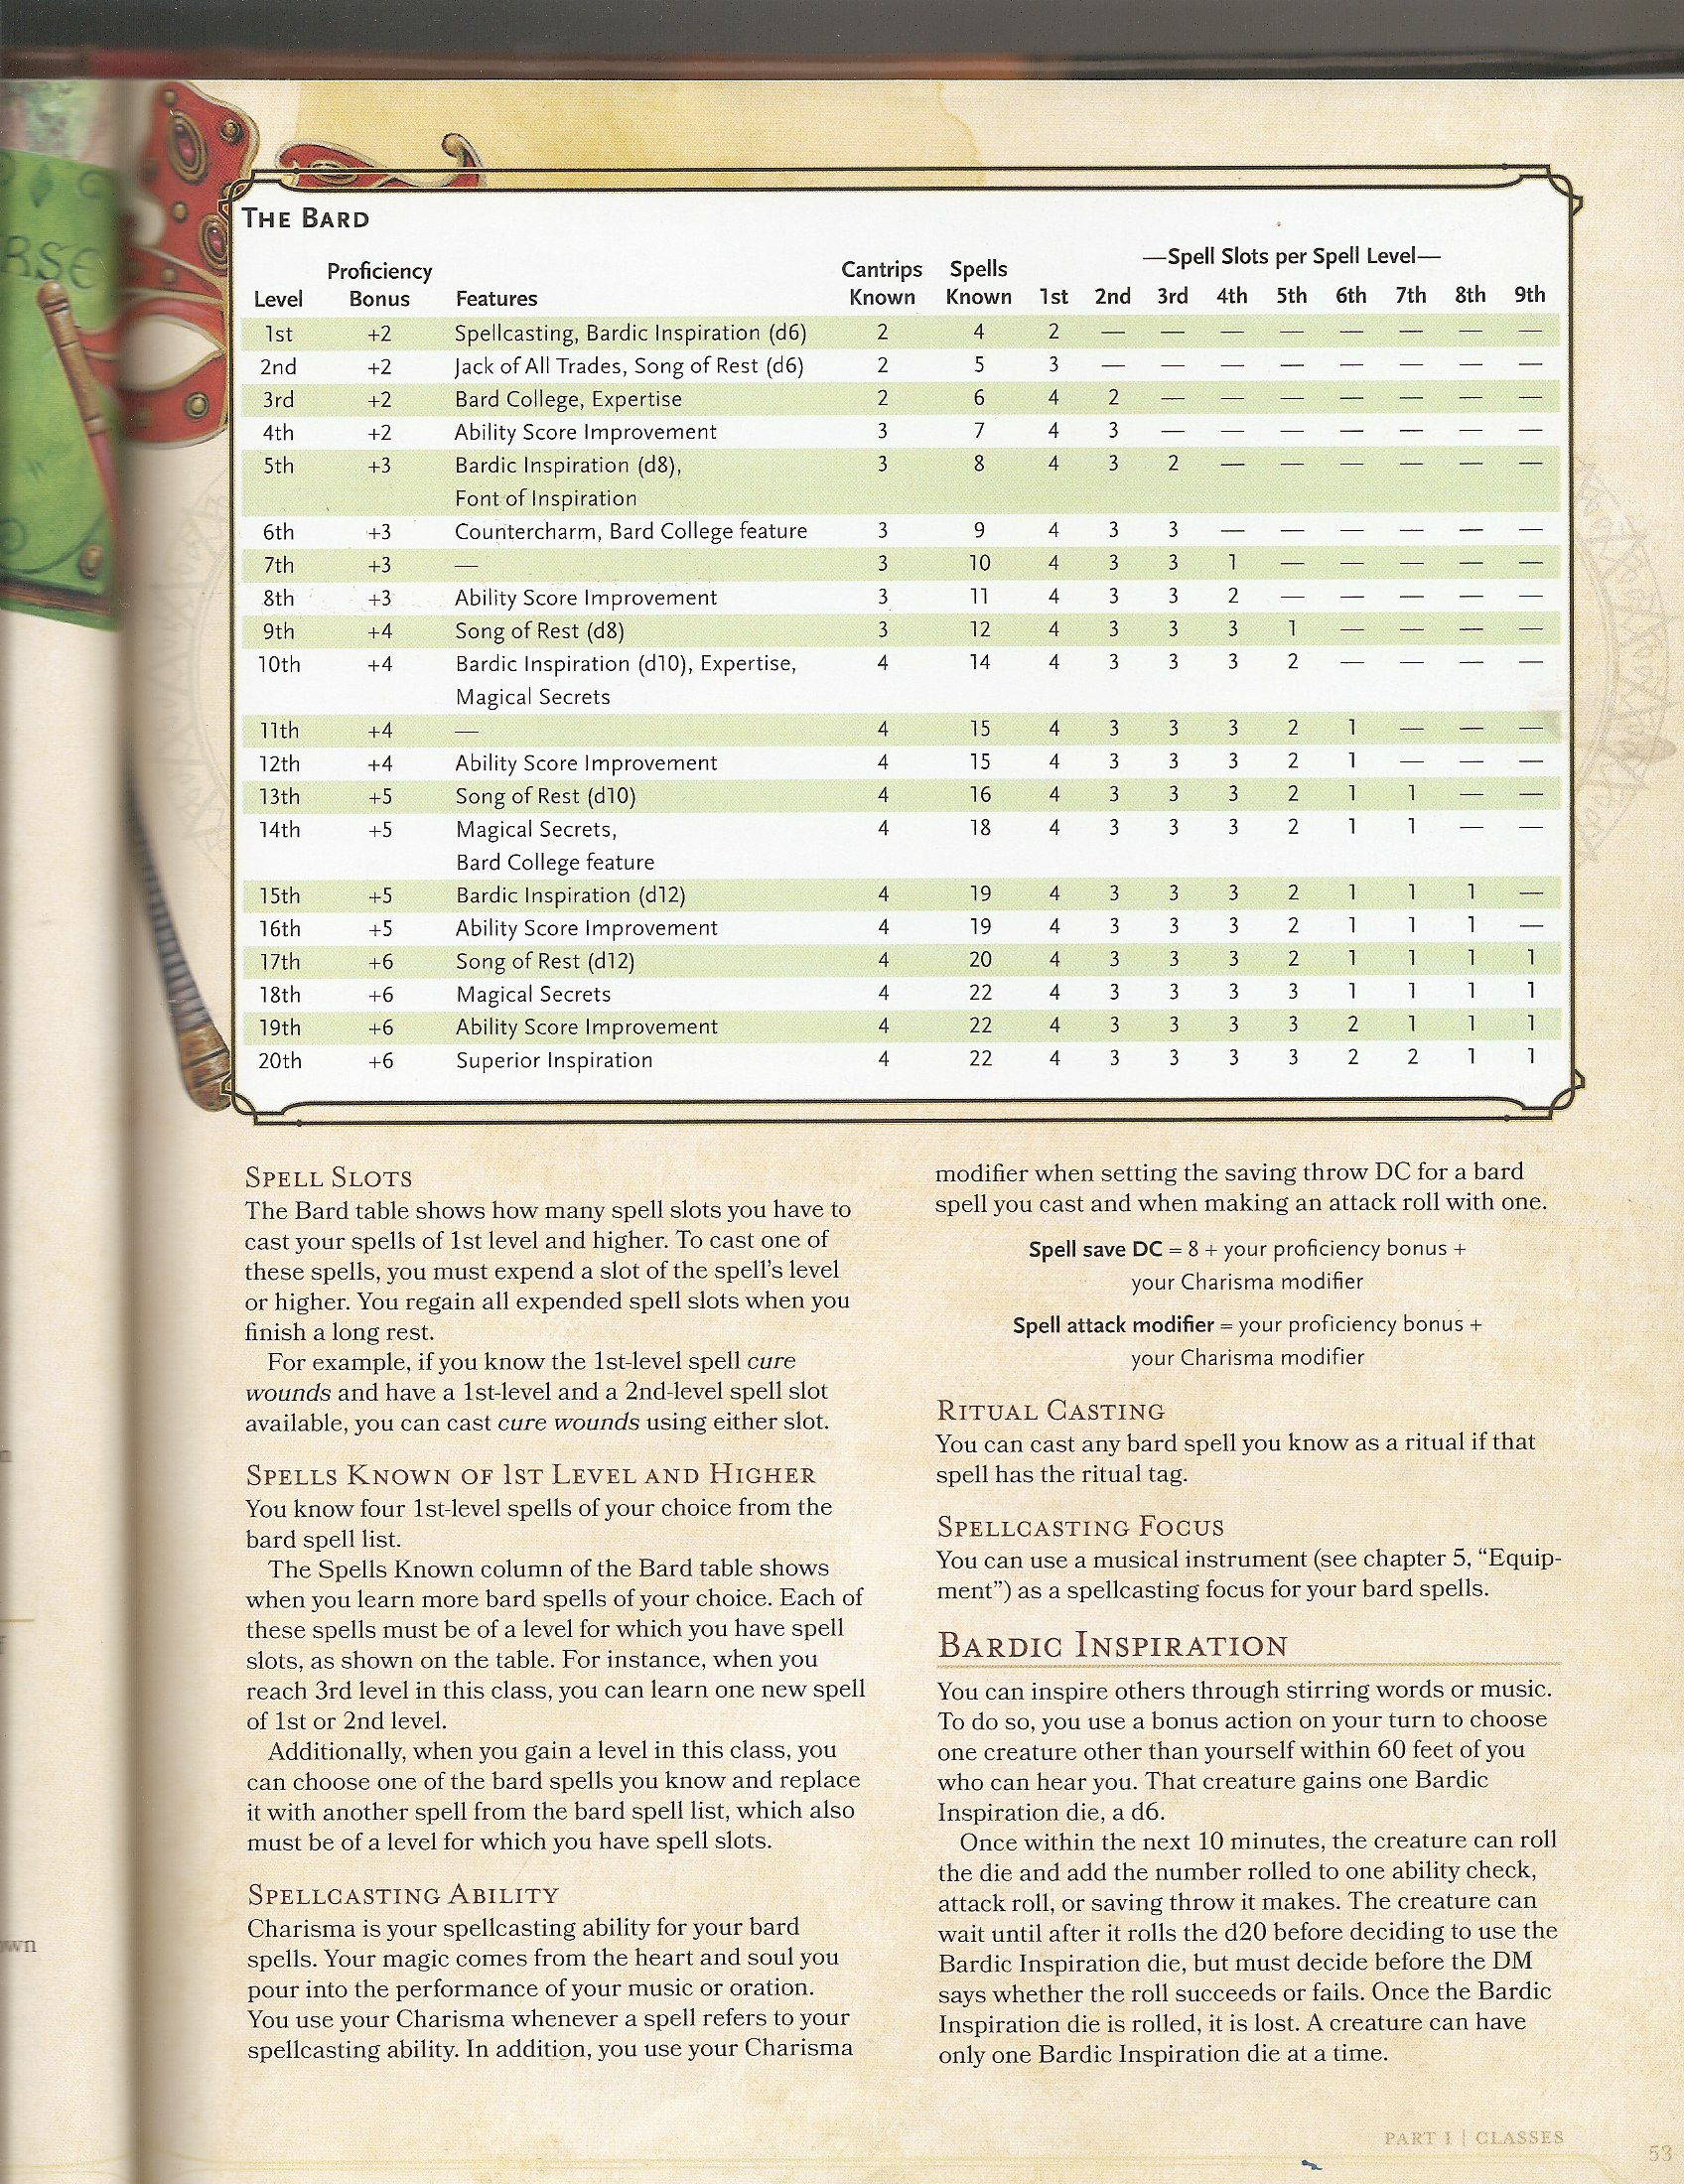 RSE
THE BARD
—Spell Slots per Spell Level—
Proficiency Cantrips Spells
Level Bonus Features Known Known 1st 2nd 3rd 4th 5th 6th 7th 8th 9th
1st +2 Spellcasting, Bardic Inspiration (d6) 2 4 2 — — — — — — — —
2nd +2 Jack of All Trades, Song of Rest (d6) 2 5 3 — — — — — — — —
3rd +2 Bard College, Expertise 2 6 4 2 — — — — — — —
4th +2 Ability Score Improvement 3 7 4 3 — — — — — — —
5th +3 Bardic Inspiration (d8), 3 8 4 3 2 — — — — — —
Font of Inspiration
6th +3 Countercharm, Bard College feature 3 9 4 3 3 — — — — — —
7th +3 — 3 10 4 3 3 1 — — — — —
8th +3 Ability Score Improvement 3 11 4 3 3 2 — — — — —
9th +4 Song of Rest (d8) 3 12 4 3 3 3 1 — — — —
10th +4 Bardic Inspiration (d10), Expertise, 4 14 4 3 3 3 2 — — — —
Magical Secrets
11th +4 — 4 15 4 3 3 3 2 1 — — —
12th +4 Ability Score Improvement 4 15 4 3 3 3 2 1 — — —
13th +5 Song of Rest (d10) 4 16 4 3 3 3 2 1 1 — —
14th +5 Magical Secrets, 4 18 4 3 3 3 2 1 1 — —
Bard College feature
15th +5 Bardic Inspiration (d12) 4 19 4 3 3 3 2 1 1 1 —
16th +5 Ability Score Improvement 4 19 4 3 3 3 2 1 1 1 —
17th +6 Song of Rest (d12) 4 20 4 3 3 3 2 1 1 1 1
18th +6 Magical Secrets 4 22 4 3 3 3 3 1 1 1 1
19th +6 Ability Score Improvement 4 22 4 3 3 3 3 2 1 1 1
20th +6 Superior Inspiration 4 22 4 3 3 3 3 2 2 1 1
SPELL SLOTS
The Bard table shows how many spell slots you have to
cast your spells of 1st level and higher. To cast one of
these spells, you must expend a slot of the spell's level
or higher. You regain all expended spell slots when you
finish a long rest.
For example, if you know the 1st-level spell cure
wounds and have a 1st-level and a 2nd-level spell slot
available, you can cast cure wounds using either slot.
SPELLS KNOWN OF 1ST LEVEL AND HIGHER
You know four 1st-level spells of your choice from the
bard spell list.
The Spells Known column of the Bard table shows
when you learn more bard spells of your choice. Each of
these spells must be of a level for which you have spell
slots, as shown on the table. For instance, when you
reach 3rd level in this class, you can learn one new spell
of 1st or 2nd level.
Additionally, when you gain a level in this class, you
can choose one of the bard spells you know and replace
it with another spell from the bard spell list, which also
must be of a level for which you have spell slots.
SPELLCASTING ABILITY
Charisma is your spellcasting ability for your bard
spells. Your magic comes from the heart and soul you
pour into the performance of your music or oration.
You use your Charisma whenever a spell refers to your
spellcasting ability. In addition, you use your Charisma
modifier when setting the saving throw DC for a bard
spell you cast and when making an attack roll with one.
Spell save DC = 8 + your proficiency bonus +
your Charisma modifier
Spell attack modifier = your proficiency bonus +
your Charisma modifier
RITUAL CASTING
You can cast any bard spell you know as a ritual if that
spell has the ritual tag.
SPELLCASTING FOCUS
You can use a musical instrument (see chapter 5, “Equip-
ment”) as a spellcasting focus for your bard spells.
BARDIC INSPIRATION
You can inspire others through stirring words or music.
To do so, you use a bonus action on your turn to choose
one creature other than yourself within 60 feet of you
who can hear you. That creature gains one Bardic
Inspiration die, a d6.
Once within the next 10 minutes, the creature can roll
the die and add the number rolled to one ability check,
attack roll, or saving throw it makes. The creature can
wait until after it rolls the d20 before deciding to use the
Bardic Inspiration die, but must decide before the DM
says whether the roll succeeds or fails. Once the Bardic
Inspiration die is rolled, it is lost. A creature can have
only one Bardic Inspiration die at a time.
PART 1 | CLASSES
53